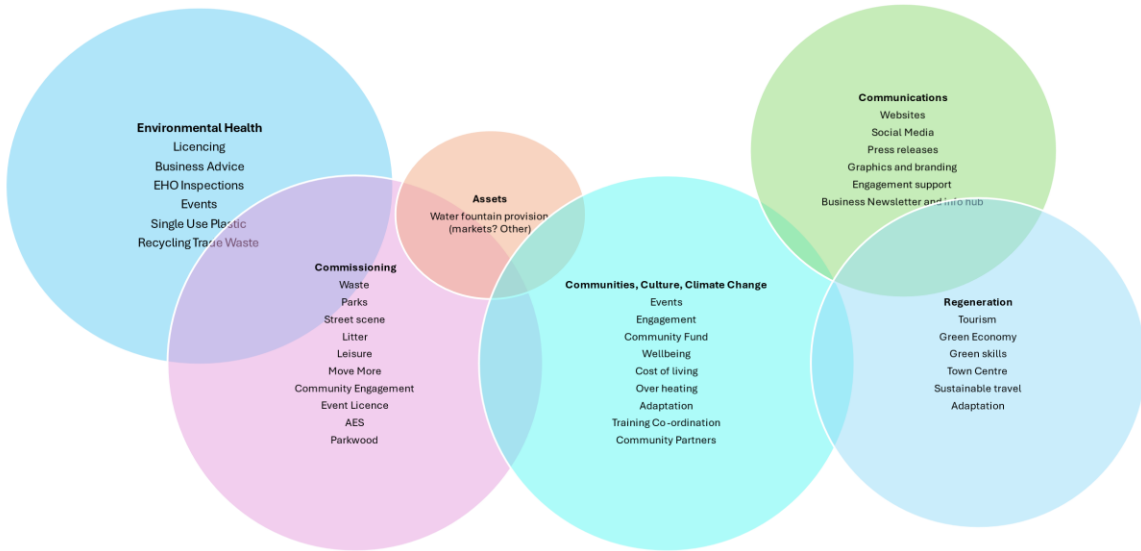 Environmental Health
Licencing
Business Advice
EHO Inspections
Events
Single Use Plastic
Recycling Trade Waste
Commissioning
Waste
Parks
Street scene
Litter
Leisure
Move More
Community Engagement
Event Licence
AES
Parkwood
Assets
Water fountain provision
(markets? Other)
Communities, Culture, Climate Change
Events
Engagement
Community Fund
Wellbeing
Cost of living
Over heating
Adaptation
Training Co-ordination
Community Partners
Communications
Websites
Social Media
Press releases
Graphics and branding
Engagement support
Business Newsletter and info hub
Regeneration
Tourism
Green Economy
Green skills
Town Centre
Sustainable travel
Adaptation